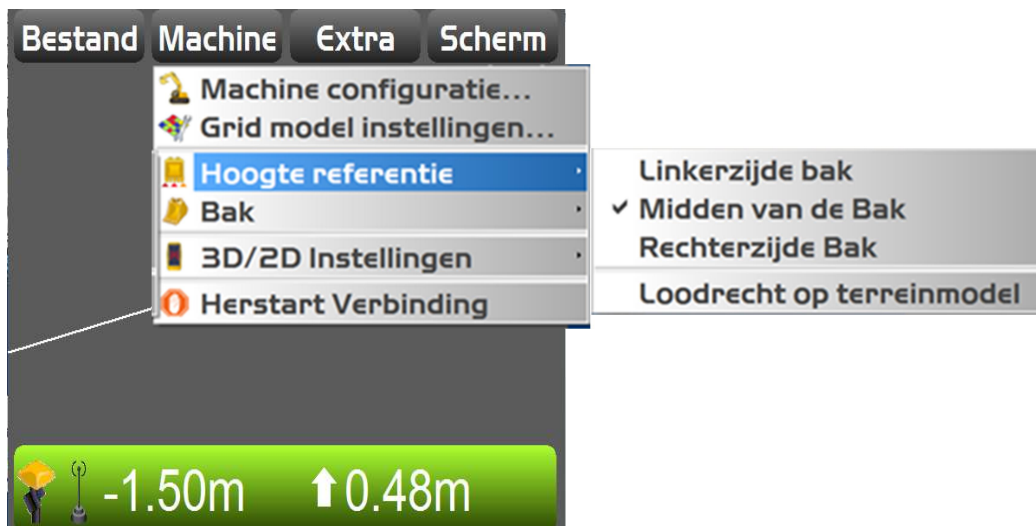 Bestand Machine Extra Scherm
Machine configuratie...
Grid model instellingen...
Hoogte referentie
Bak
3D/2D Instellingen
Herstart Verbinding
Linkerzijde bak
Midden van de Bak
Rechterzijde Bak
Loodrecht op terreinmodel
-1.50m 0.48m